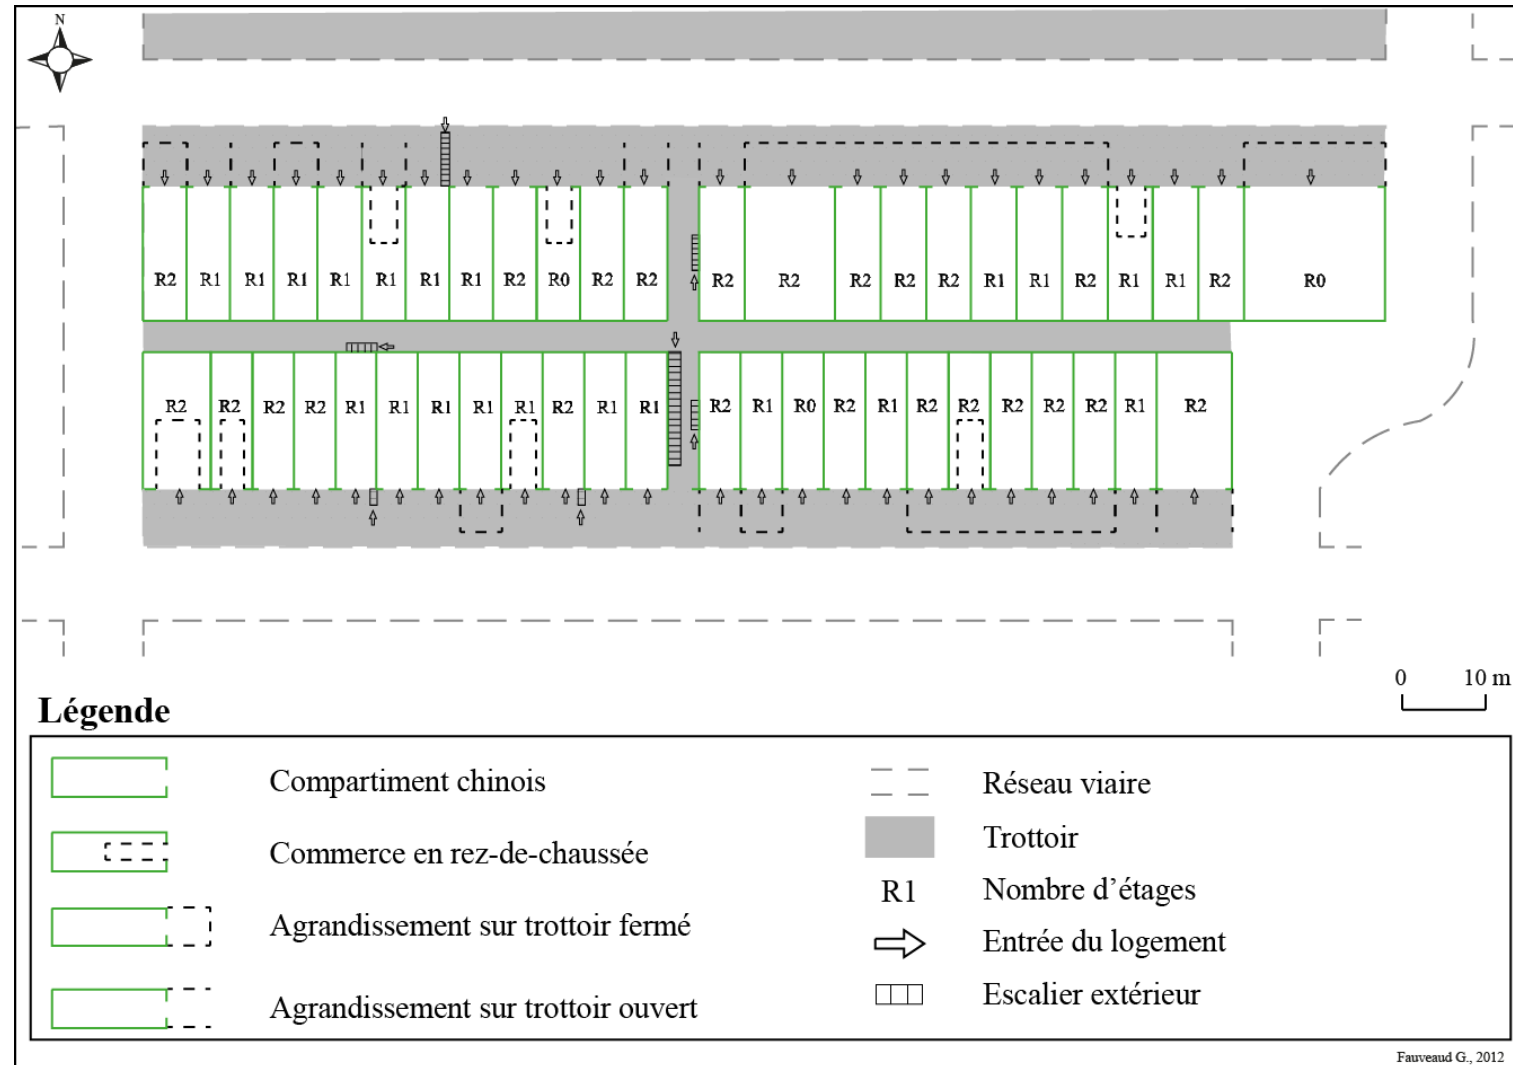 N
R2 R1 R1 R1 R1 R1 R1 R1 R2 R0 R2 R2 R2 R2 R2 R2 R2 R1 R1 R2 R1 R1 R2 R0
R2 R2 R2 R2 R1 R1 R1 R1 R1 R2 R1 R1 R2 R1 R0 R2 R1 R2 R2 R2 R2 R2 R1 R2
0 10 m
Légende
Compartiment chinois
Commerce en rez-de-chaussée
Agrandissement sur trottoir fermé
Agrandissement sur trottoir ouvert
Réseau viaire
Trottoir
R1 Nombre d’étages
Entrée du logement
Escalier extérieur
Fauveaud G., 2012